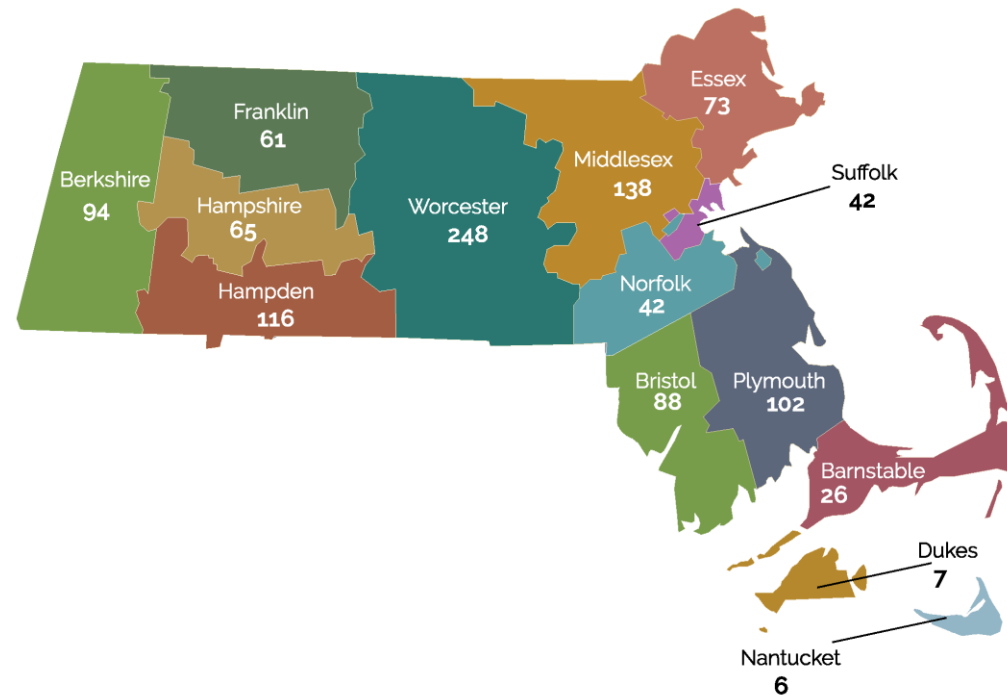 Essex
73
Franklin
61
Middlesex
138
Suffolk
42
Berkshire
94
Hampshire
65
Worcester
248
Hampden
116
Norfolk
42
Bristol
88
Plymouth
102
Barnstable
26
Dukes
7
Nantucket
6